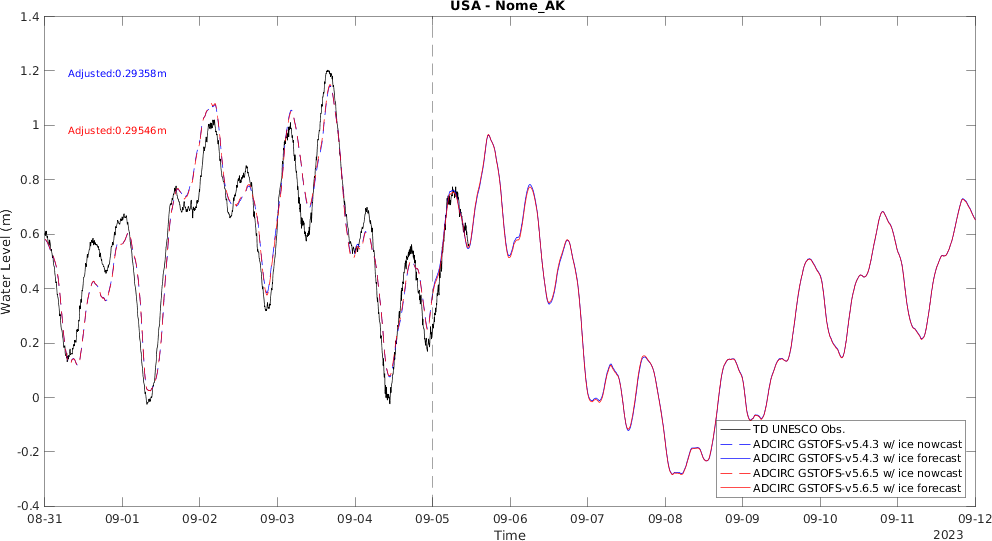 USA - Nome_AK
1.4
1.2
1
0.8
0.6
0.4
0.2
0
-0.2
-0.4
Water Level (m)
Adjusted:0.29358m
Adjusted:0.29546m
TD UNESCO Obs.
ADCIRC GSTOFS-v5.4.3 w/ ice nowcast
ADCIRC GSTOFS-v5.4.3 w/ ice forecast
ADCIRC GSTOFS-v5.6.5 w/ ice nowcast
ADCIRC GSTOFS-v5.6.5 w/ ice forecast
08-31 09-01 09-02 09-03 09-04 09-05 09-06 09-07 09-08 09-09 09-10 09-11 09-12
Time
2023